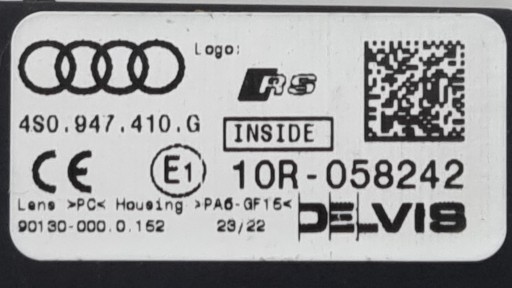 Logo:
RS
4S0.947.410.G
INSIDE
CE E1 10R-058242
Lens >PC< Housing >PA6-GF15<
90130-000.0.152 23/22
DELVIS